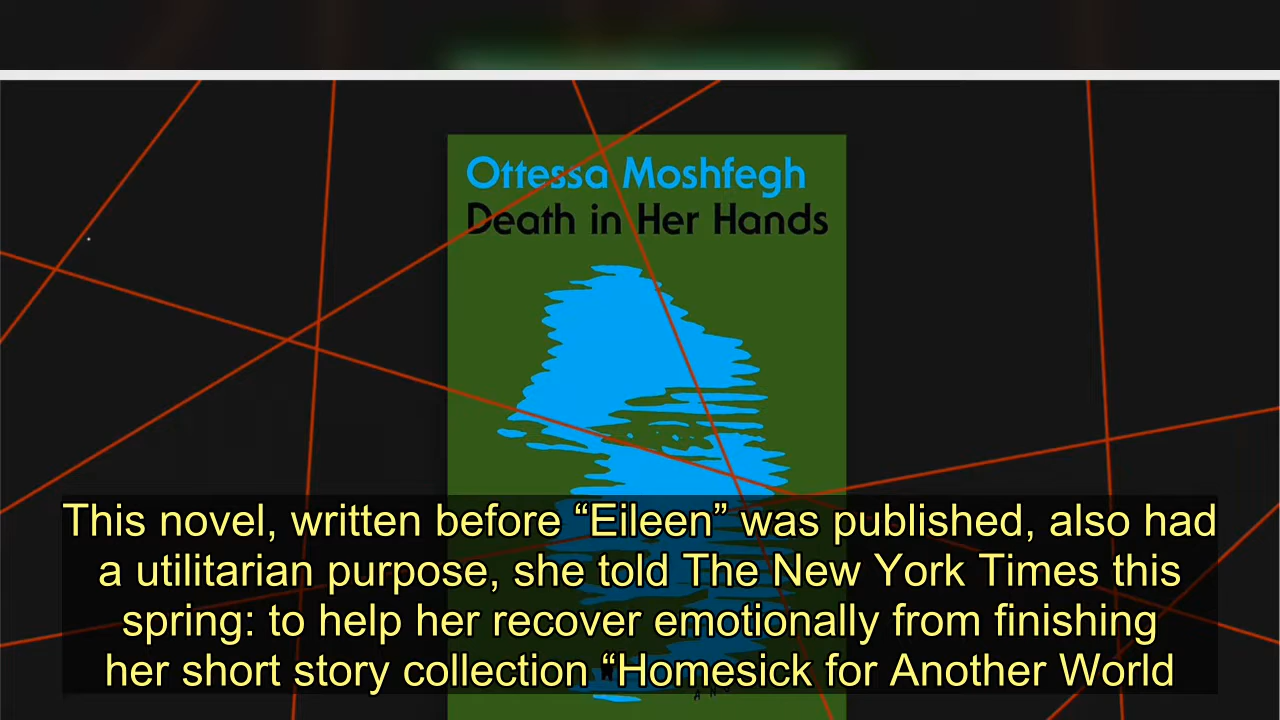 Ottessa Moshfegh
Death in Her Hands
This novel, written before “Eileen” was published, also had
a utilitarian purpose, she told The New York Times this
spring: to help her recover emotionally from finishing
her short story collection “Homesick for Another World